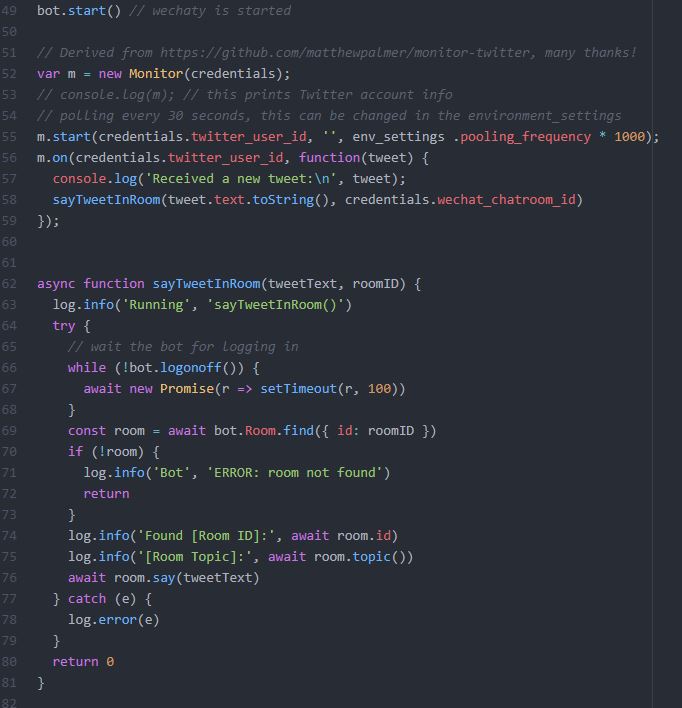 49 bot.start() // wechaty is started
50
51 // Derived from https://github.com/matthewpalmer/monitor-twitter, many thanks!
52 var m = new Monitor(credentials);
53 // console.log(m); // this prints Twitter account info
54 // polling every 30 seconds, this can be changed in the environment_settings
55 m.start(credentials.twitter_user_id, '', env_settings .pooling_frequency * 1000);
56 m.on(credentials.twitter_user_id, function(tweet) {
57   console.log('Received a new tweet:\n', tweet);
58   sayTweetInRoom(tweet.text.toString(), credentials.wechat_chatroom_id)
59 });
60
61
62 async function sayTweetInRoom(tweetText, roomID) {
63   log.info('Running', 'sayTweetInRoom()')
64   try {
65     // wait the bot for logging in
66     while (!bot.logonoff()) {
67       await new Promise(r => setTimeout(r, 100))
68     }
69     const room = await bot.Room.find({ id: roomID })
70     if (!room) {
71       log.info('Bot', 'ERROR: room not found')
72       return
73     }
74     log.info('Found [Room ID]:', await room.id)
75     log.info('[Room Topic]:', await room.topic())
76     await room.say(tweetText)
77   } catch (e) {
78     log.error(e)
79   }
80   return 0
81 }
82